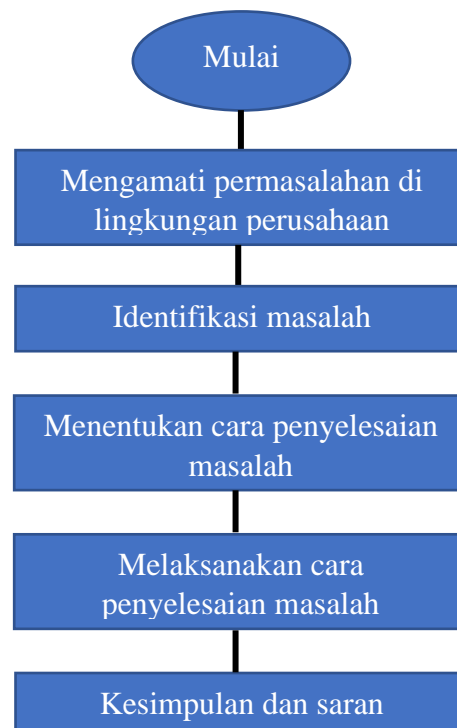 Mulai
Mengamati permasalahan di
lingkungan perusahaan
Identifikasi masalah
Menentukan cara penyelesaian
masalah
Melaksanakan cara
penyelesaian masalah
Kesimpulan dan saran